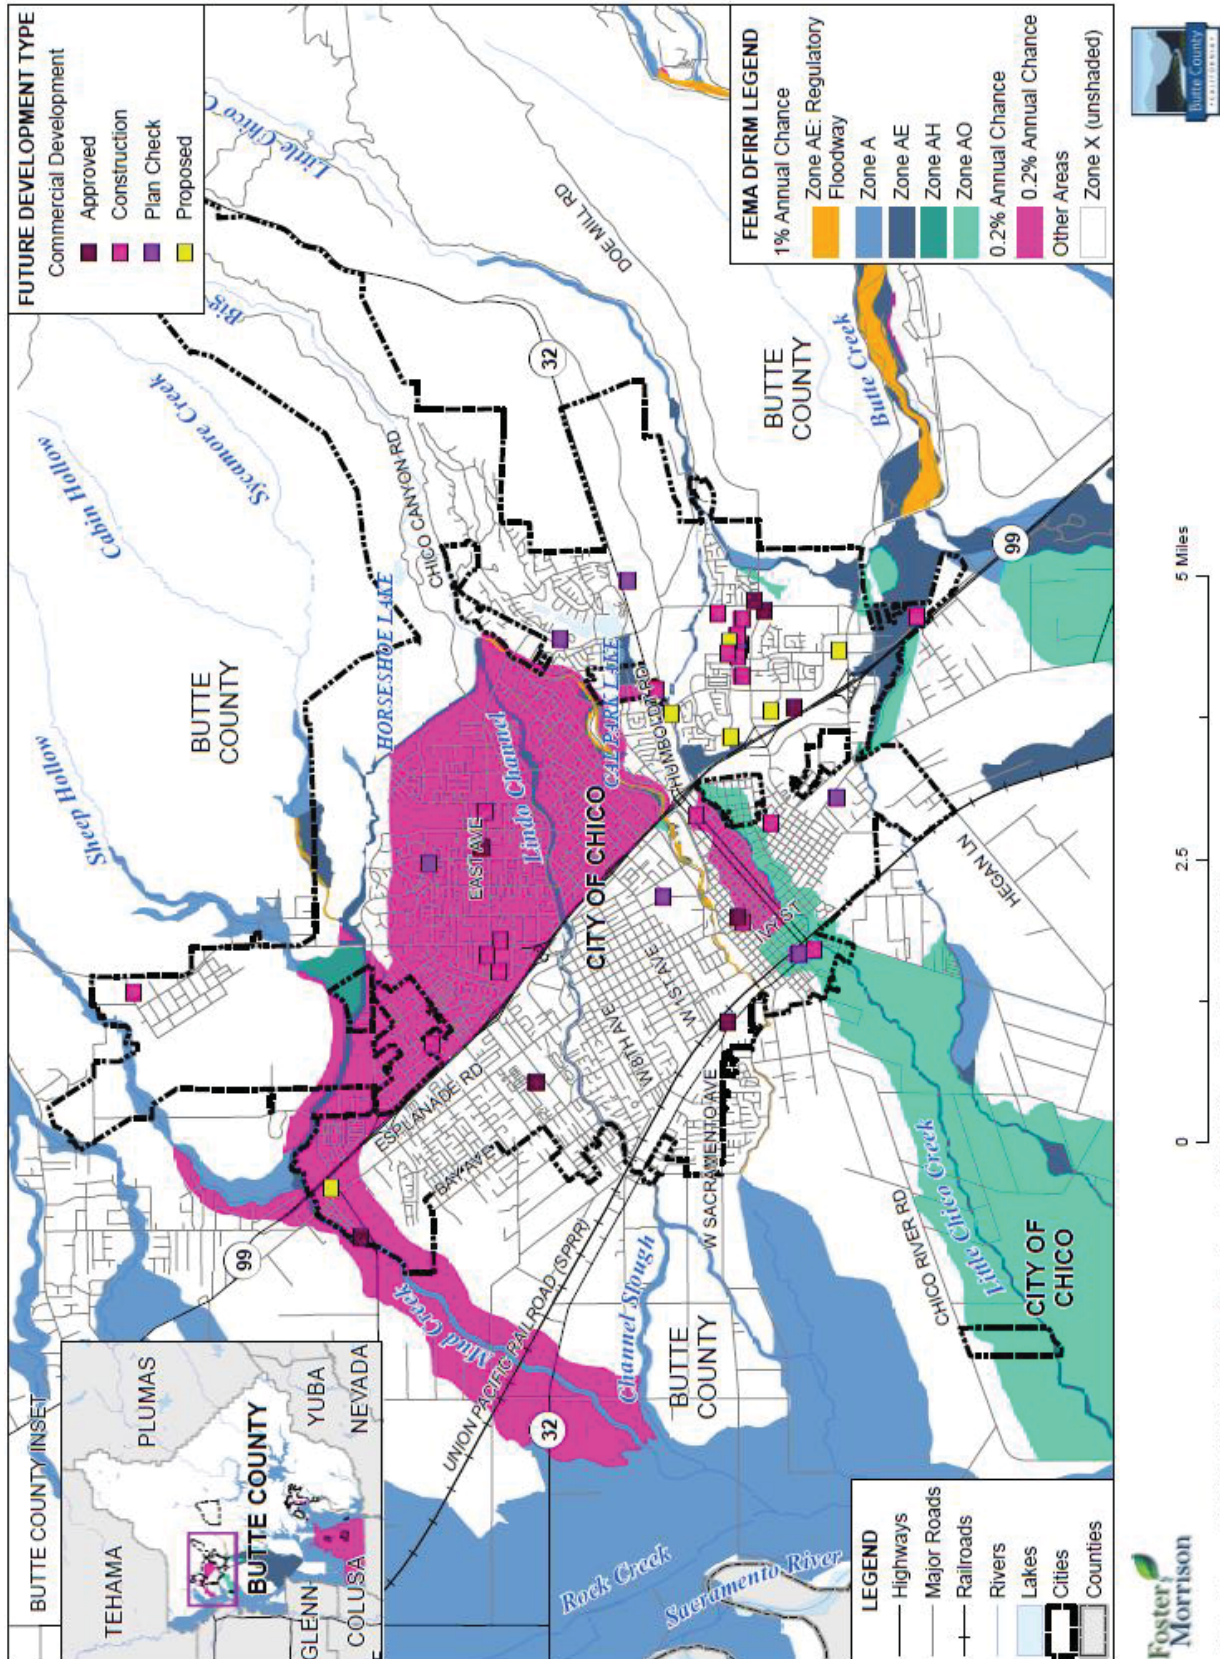 BUTTE COUNTY INSET
TEHAMA
PLUMAS
BUTTE COUNTY
GLENN
COLUSA
YUBA
NEVADA
FUTURE DEVELOPMENT TYPE
Commercial Development
Approved
Construction
Plan Check
Proposed
Sheep Hollow
Cabin Hollow
Sycamore Creek
Big
Little Chico C
BUTTE
COUNTY
HORSESHOE LAKE
CHICO CANYON RD
32
DOE MILL RD
99
Mud Creek
ESPLANADE RD
EAST AVE
Lindo Channel
BAY AVE
CITY OF CHICO
CAL PARK LAKE
E HUMBOLDT RD
UNION PACIFIC RAILROAD (SPRR)
32
W 8TH AVE
W 1ST AVE
IVY ST
W SACRAMENTO AVE
Channel Slough
BUTTE
COUNTY
BUTTE
COUNTY
Butte Creek
99
HEGAN LN
CHICO RIVER RD
Little Chico Creek
CITY OF
CHICO
Rock Creek
Sacramento River
LEGEND
Highways
Major Roads
Railroads
Rivers
Lakes
Cities
Counties
FEMA DFIRM LEGEND
1% Annual Chance
Zone AE: Regulatory
Floodway
Zone A
Zone AE
Zone AH
Zone AO
0.2% Annual Chance
0.2% Annual Chance
Other Areas
Zone X (unshaded)
Foster
Morrison
0
2.5
5 Miles
Butte County
CALIFORNIA